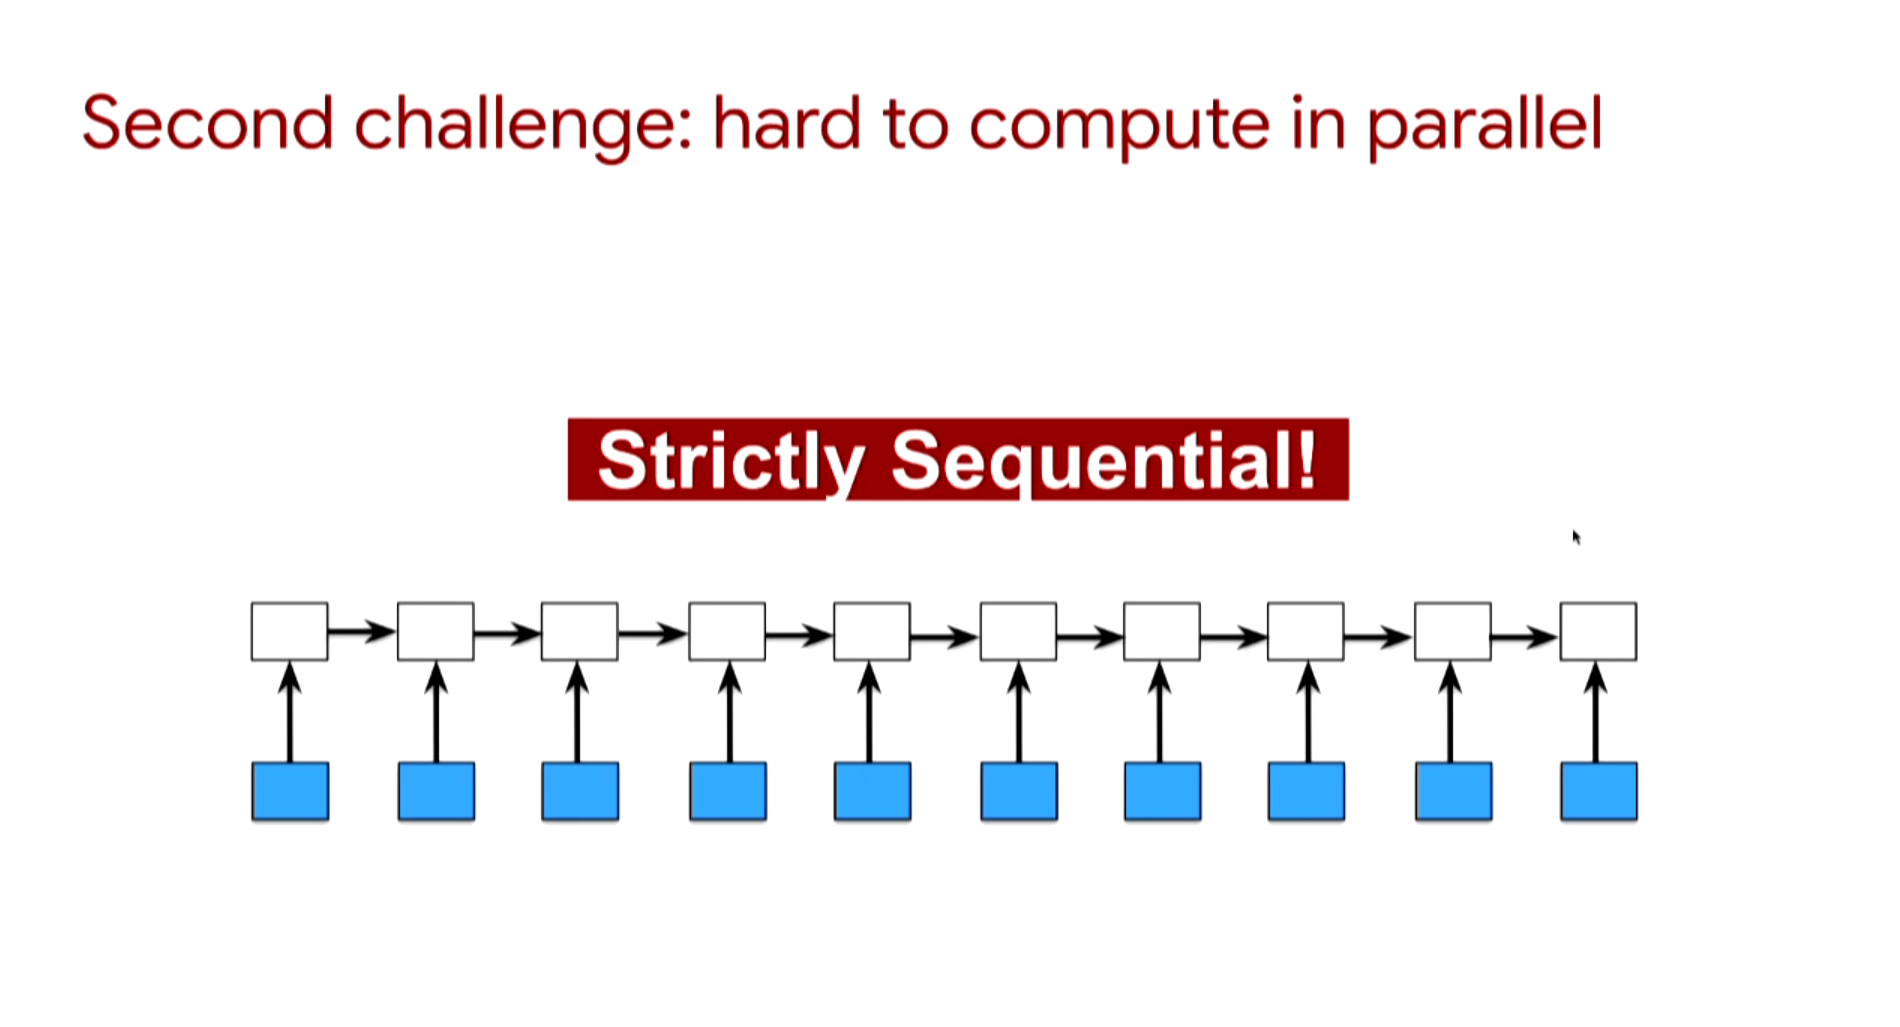 Second challenge: hard to compute in parallel
Strictly Sequential!